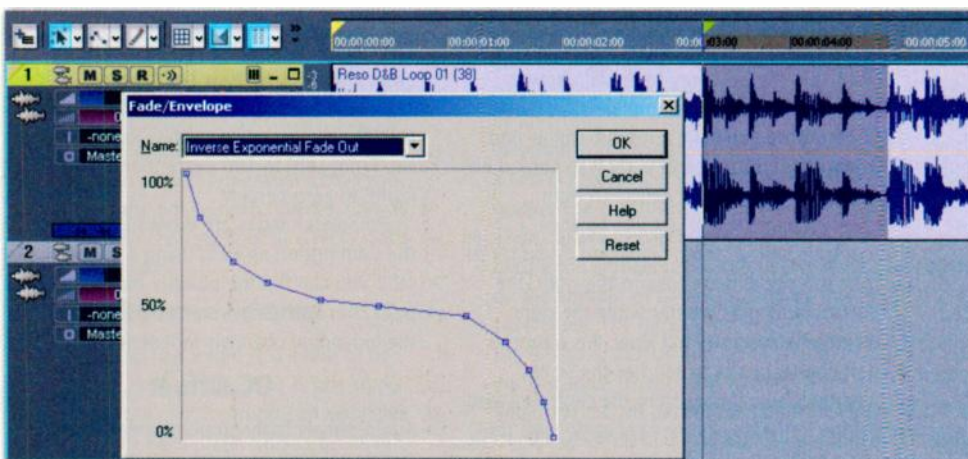 00:00:00:00 00:00:01:00 00:00:02:00 03:00 00:00:04:00 00:00:05:00
1 M S R
Reso D&B Loop 01 (38)
0
-none
Maste
2 M S
0
-none
Maste
Fade/Envelope
Name: Inverse Exponential Fade Out
100%
50%
0%
OK
Cancel
Help
Reset